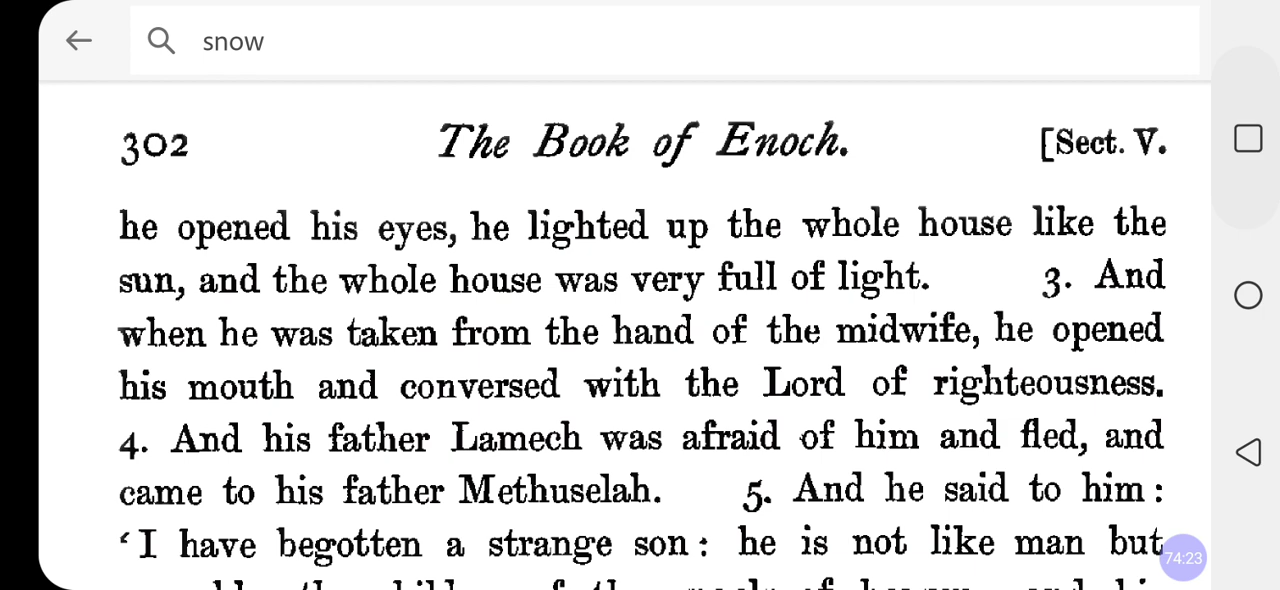 snow
302 The Book of Enoch. [Sect. V.
he opened his eyes, he lighted up the whole house like the
sun, and the whole house was very full of light. 3. And
when he was taken from the hand of the midwife, he opened
his mouth and conversed with the Lord of righteousness.
4. And his father Lamech was afraid of him and fled, and
came to his father Methuselah. 5. And he said to him:
‘I have begotten a strange son: he is not like man but
74:23